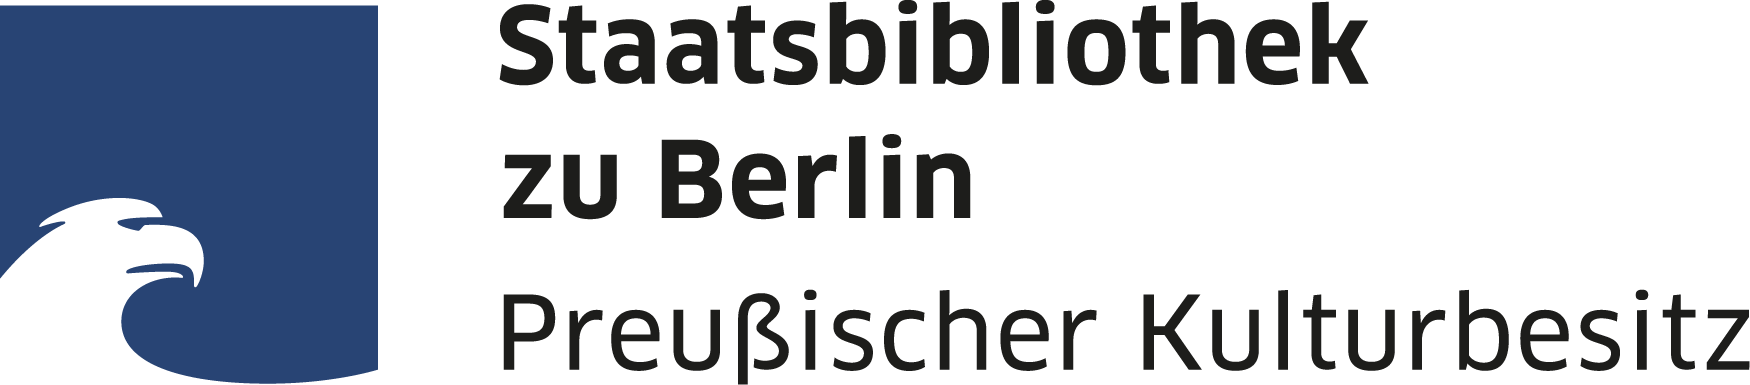 Staatsbibliothek
zu Berlin
Preußischer Kulturbesitz